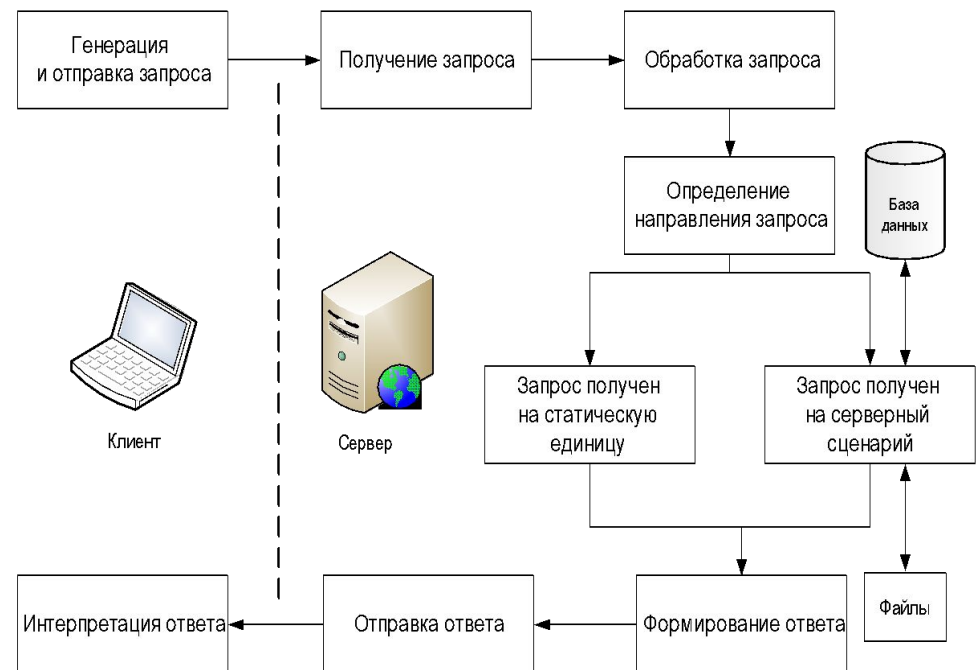 Генерация
и отправка запроса
Получение запроса
Обработка запроса
Определение
направления запроса
База
данных
Клиент
Сервер
Запрос получен
на статическую
единицу
Запрос получен
на серверный
сценарий
Интерпретация ответа
Отправка ответа
Формирование ответа
Файлы